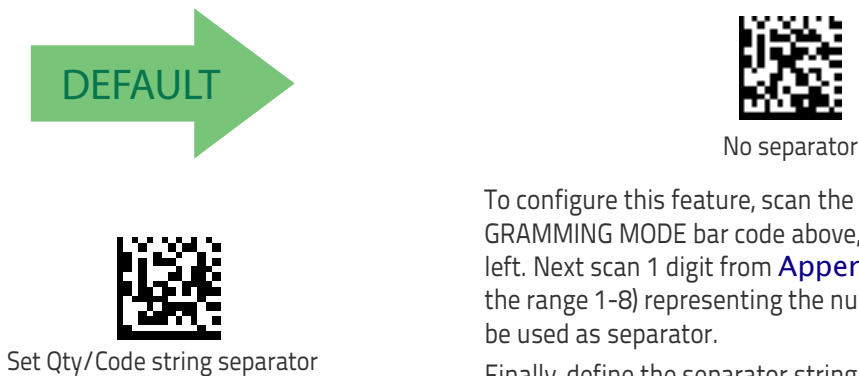 DEFAULT
No separator
To configure this feature, scan the
GRAMMING MODE bar code above,
left. Next scan 1 digit from
the range 1-8) representing the
be used as separator.
Set Qty/Code string separator
Finally, define the separator string